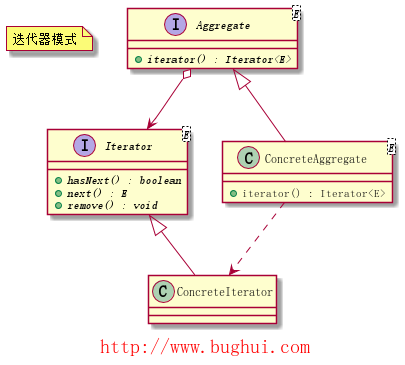 迭代器模式
I Aggregate
E
iterator() : Iterator<E>
I Iterator
E
hasNext() : boolean
next() : E
remove() : void
C ConcreteAggregate
E
iterator() : Iterator<E>
C ConcreteIterator
http://www.bughui.com